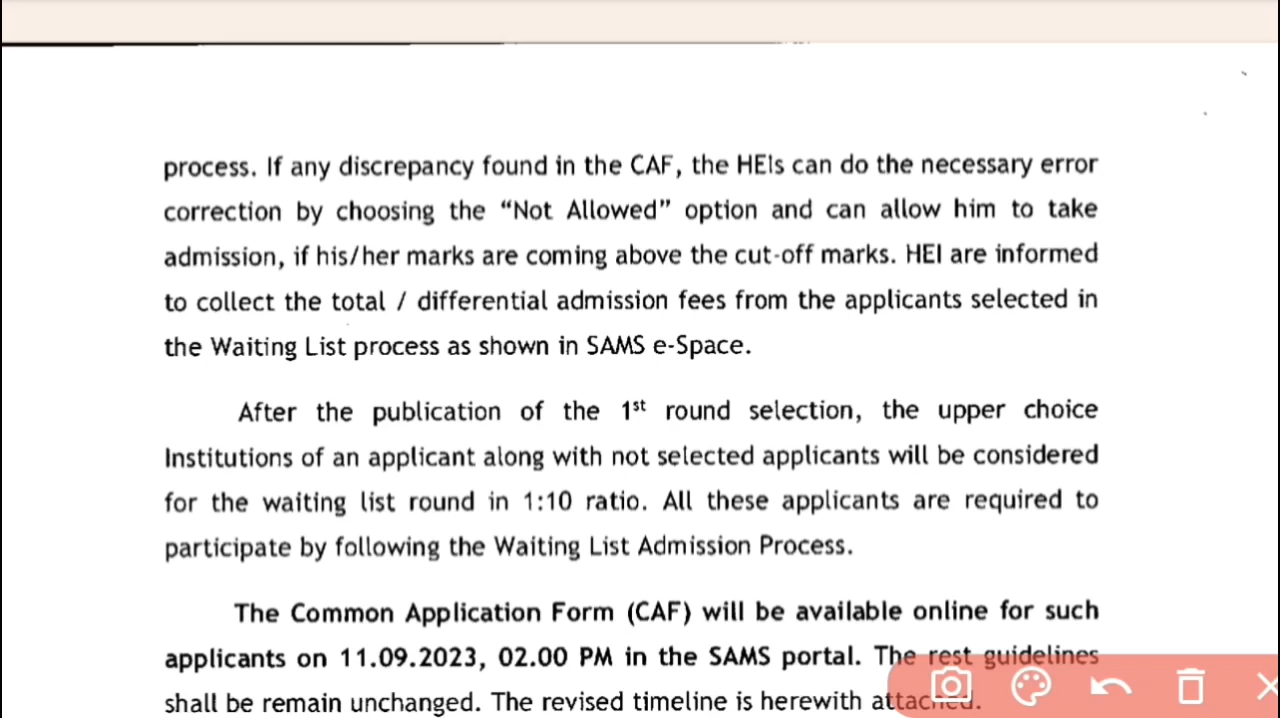 process. If any discrepancy found in the CAF, the HEIs can do the necessary error
correction by choosing the “Not Allowed” option and can allow him to take
admission, if his/her marks are coming above the cut-off marks. HEI are informed
to collect the total / differential admission fees from the applicants selected in
the Waiting List process as shown in SAMS e-Space.
After the publication of the 1st round selection, the upper choice
Institutions of an applicant along with not selected applicants will be considered
for the waiting list round in 1:10 ratio. All these applicants are required to
participate by following the Waiting List Admission Process.
The Common Application Form (CAF) will be available online for such
applicants on 11.09.2023, 02.00 PM in the SAMS portal. The rest guidelines
shall be remain unchanged. The revised timeline is herewith attached.